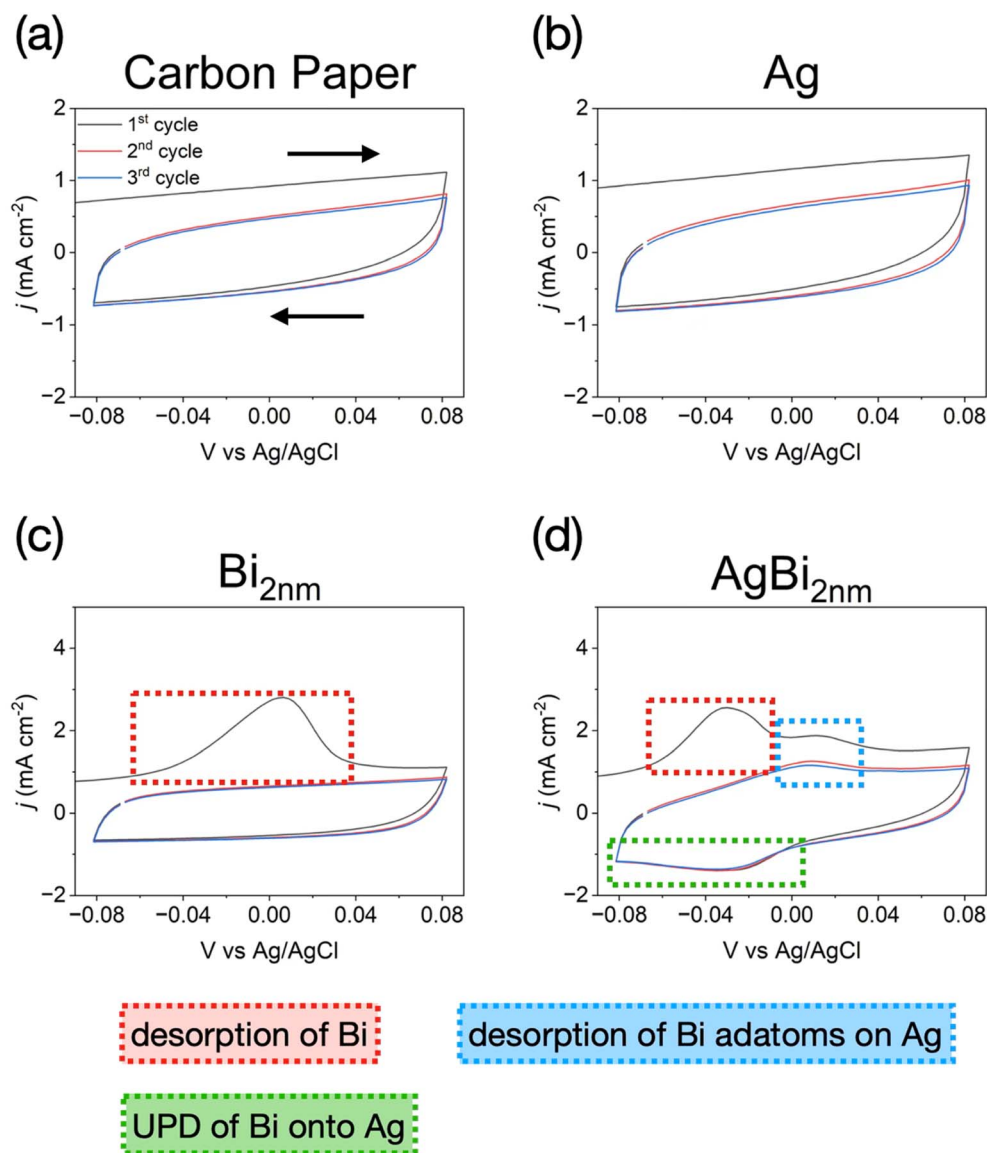 (a)
Carbon Paper
2
1
0
−1
−2
j (mA cm-2)
1st cycle
2nd cycle
3rd cycle
−0.08 −0.04 0.00 0.04 0.08
V vs Ag/AgCl
(b)
Ag
2
1
0
−1
−2
j (mA cm-2)
−0.08 −0.04 0.00 0.04 0.08
V vs Ag/AgCl
(c)
Bi2nm
4
2
0
−2
j (mA cm-2)
−0.08 −0.04 0.00 0.04 0.08
V vs Ag/AgCl
(d)
AgBi2nm
4
2
0
−2
j (mA cm-2)
−0.08 −0.04 0.00 0.04 0.08
V vs Ag/AgCl
desorption of Bi
desorption of Bi adatoms on Ag
UPD of Bi onto Ag